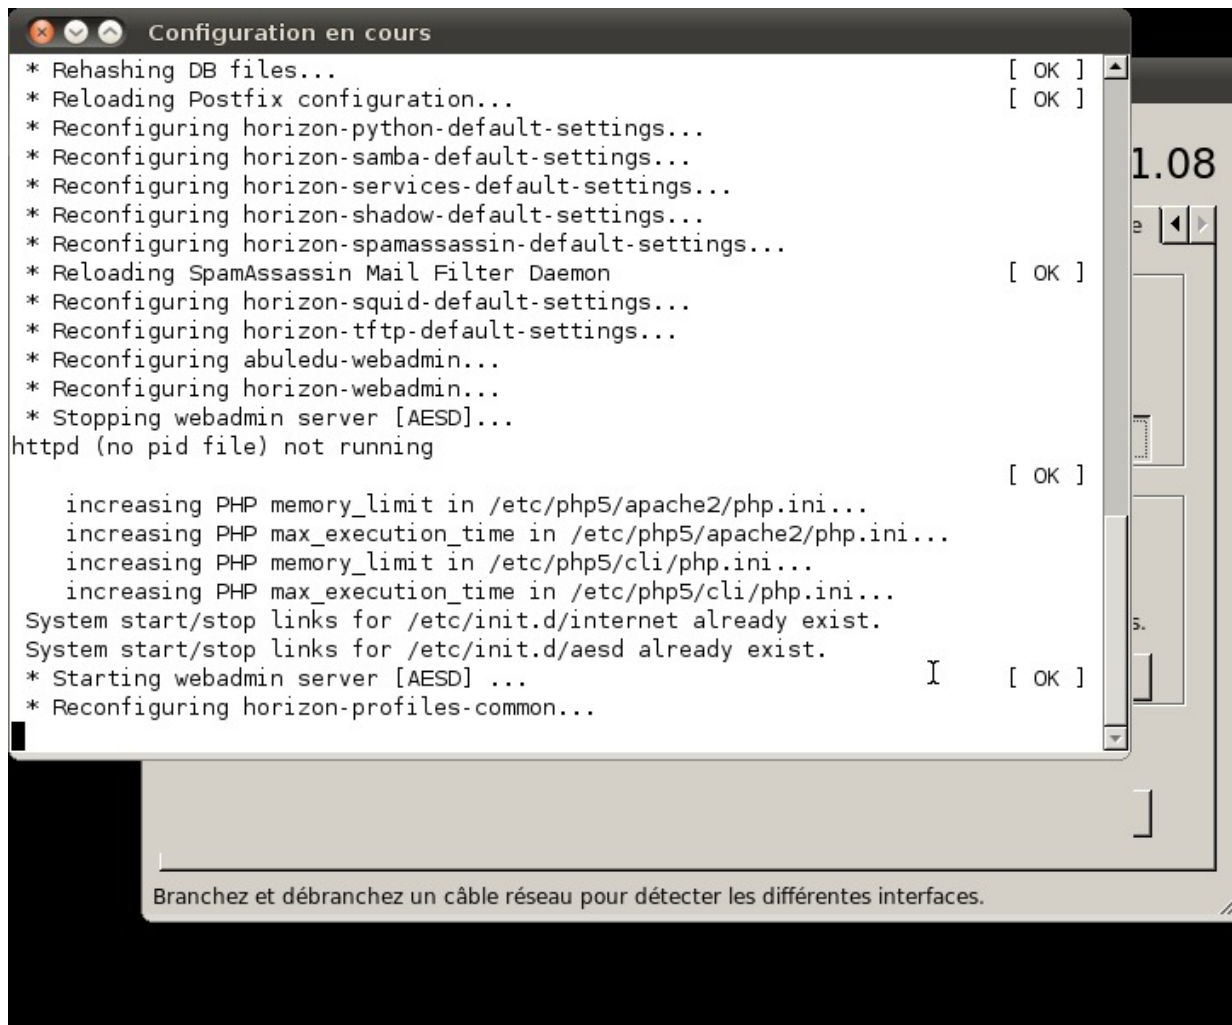 Configuration en cours
* Rehashing DB files... [ OK ]
* Reloading Postfix configuration... [ OK ]
* Reconfiguring horizon-python-default-settings...
* Reconfiguring horizon-samba-default-settings...
* Reconfiguring horizon-services-default-settings...
* Reconfiguring horizon-shadow-default-settings...
* Reconfiguring horizon-spamassassin-default-settings...
* Reloading SpamAssassin Mail Filter Daemon [ OK ]
* Reconfiguring horizon-squid-default-settings...
* Reconfiguring horizon-tftp-default-settings...
* Reconfiguring abuledu-webadmin...
* Reconfiguring horizon-webadmin...
* Stopping webadmin server [AESD]...
httpd (no pid file) not running
[ OK ]
increasing PHP memory_limit in /etc/php5/apache2/php.ini...
increasing PHP max_execution_time in /etc/php5/apache2/php.ini...
increasing PHP memory_limit in /etc/php5/cli/php.ini...
increasing PHP max_execution_time in /etc/php5/cli/php.ini...
System start/stop links for /etc/init.d/internet already exist.
System start/stop links for /etc/init.d/aesd already exist.
* Starting webadmin server [AESD] ... [ OK ]
* Reconfiguring horizon-profiles-common...
1.08
e
s.
Branchez et débranchez un câble réseau pour détecter les différentes interfaces.